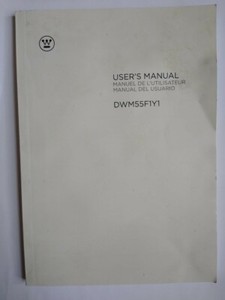 USER'S MANUAL
MANUEL DE L'UTILISATEUR
MANUAL DEL USUARIO
DWM55F1Y1